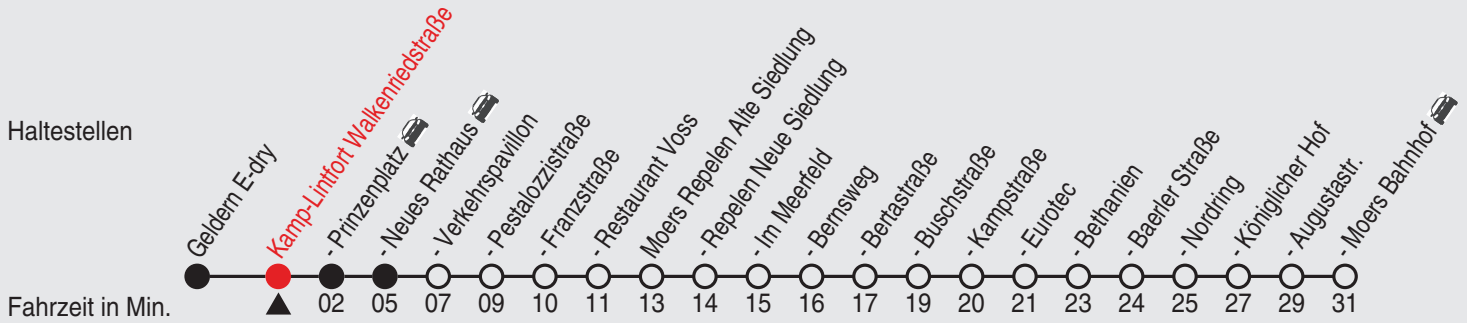 Haltestellen
Geldern E-dry
Kamp-Lintfort Walkenriedstraße
- Prinzenplatz
- Neues Rathaus
- Verkehrspavillon
- Pestalozzistraße
- Franzstraße
- Restaurant Voss
Moers Repelen Alte Siedlung
- Repelen Neue Siedlung
- Im Meerfeld
- Bernsweg
- Bertastraße
- Buschstraße
- Kampstraße
- Eurotec
- Bethanien
- Baerler Straße
- Nordring
- Königlicher Hof
- Augustastr.
- Moers Bahnhof
Fahrzeit in Min. 02 05 07 09 10 11 13 14 15 16 17 19 20 21 23 24 25 27 29 31